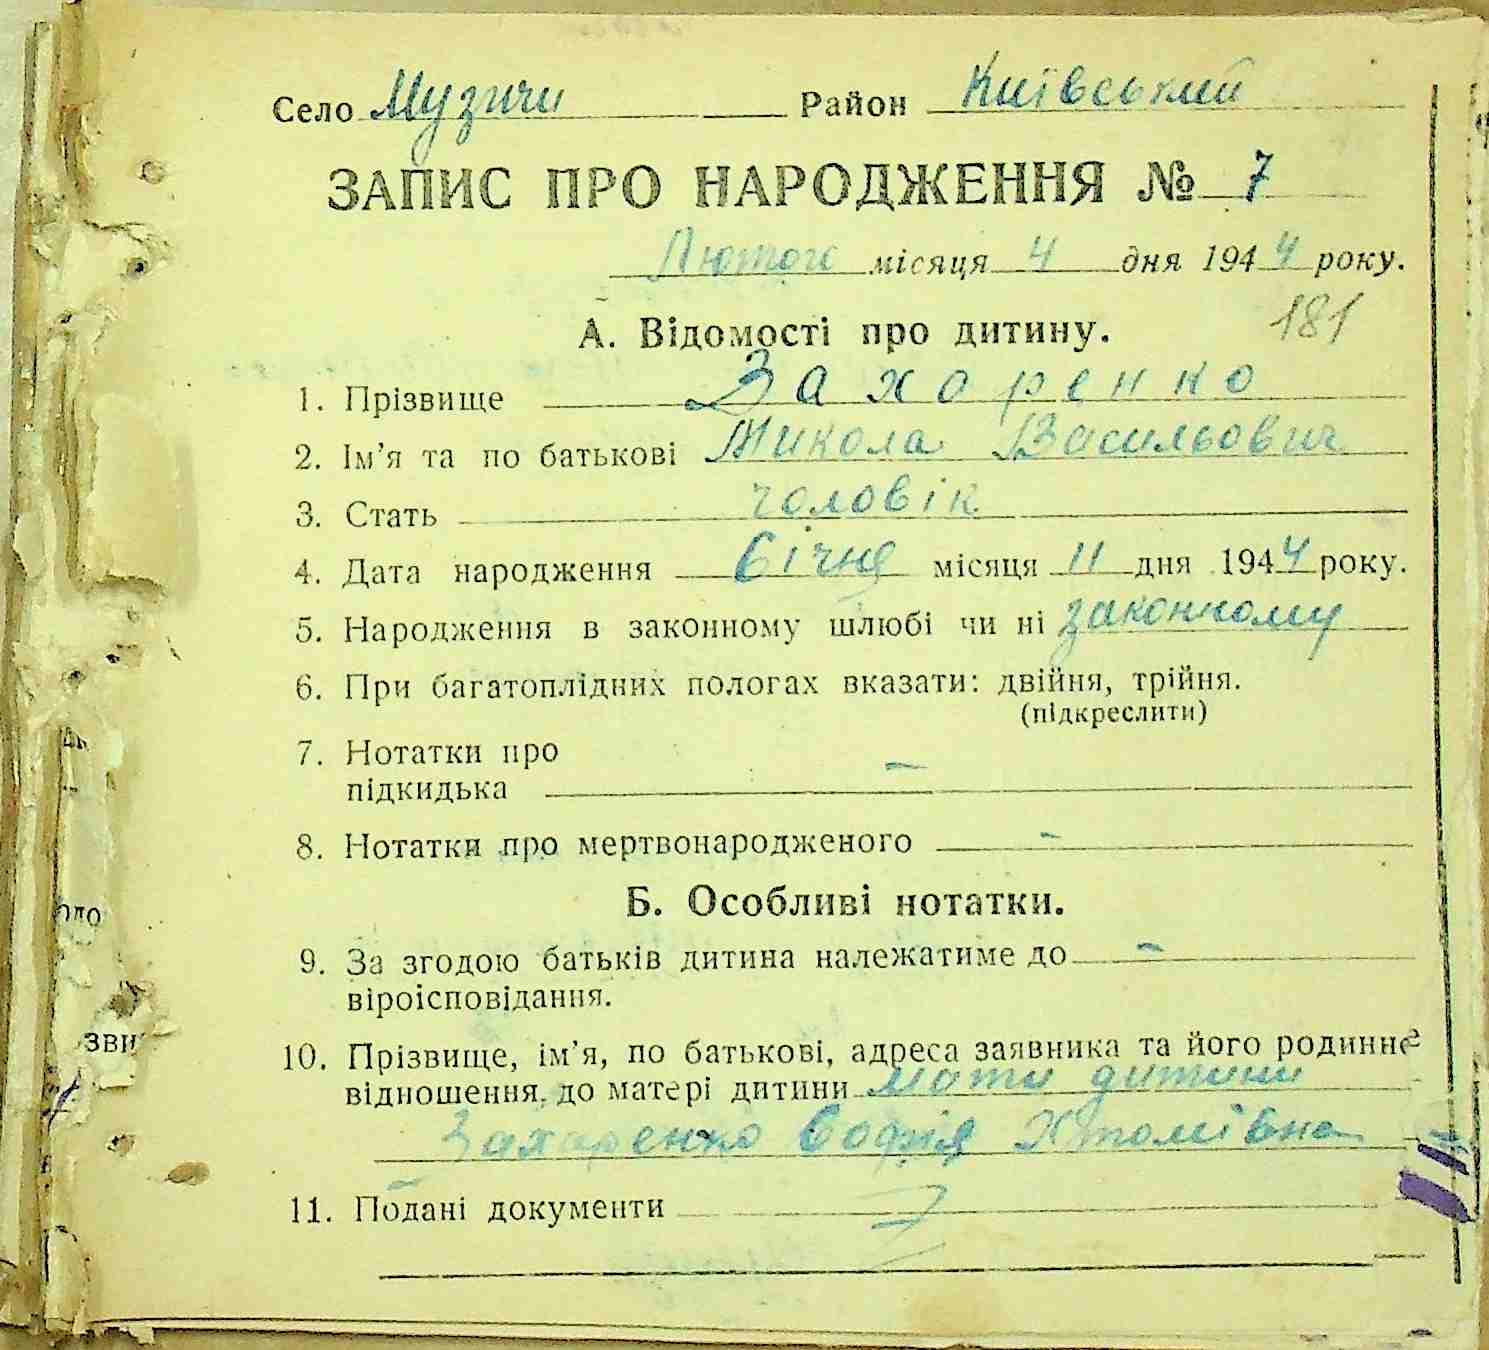 Село Музичи Район Київський
ЗАПИС ПРО НАРОДЖЕННЯ № 7
Лютого місяця 4 дня 1944 року.
181
А. Відомості про дитину.
1. Прізвище Захоренко
2. Ім'я та по батькові Микола Васильович
3. Стать чоловік
4. Дата народження Січня місяця 11 дня 1944 року.
5. Народження в законному шлюбі чи ні законному
6. При багатоплідних пологах вказати: двійня, трійня.
(підкреслити)
7. Нотатки про
підкидька –
8. Нотатки про мертвонародженого –
Б. Особливі нотатки.
9. За згодою батьків дитина належатиме до –
віроісповідання.
10. Прізвище, ім'я, по батькові, адреса заявника та його родинне
відношення до матері дитини мати дитини
Захаренко Софія
11. Подані документи